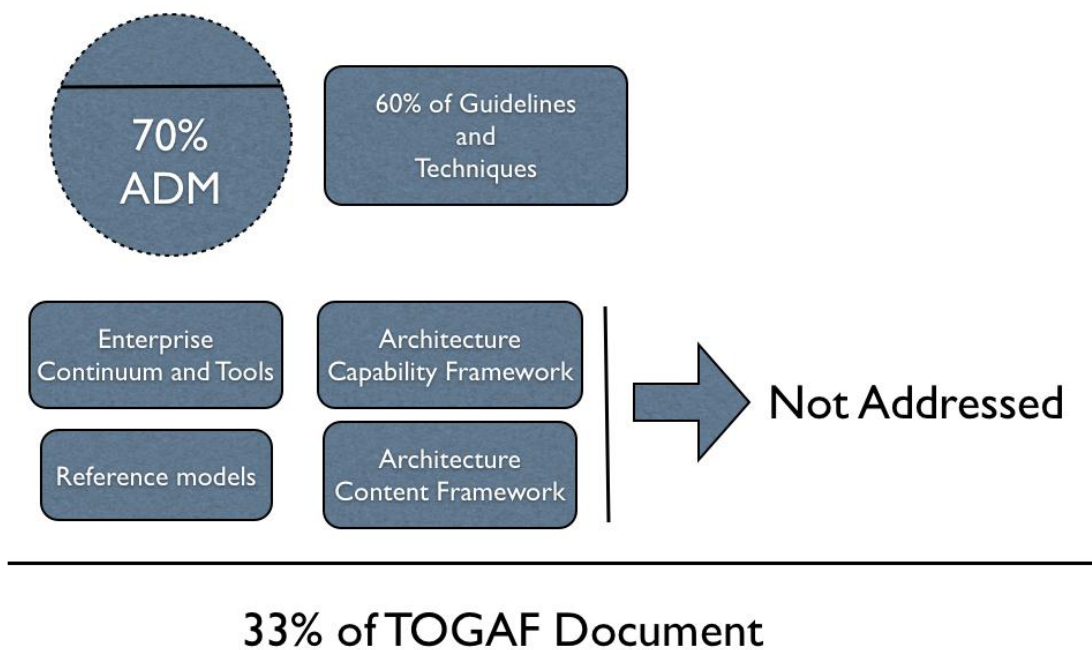 70%
ADM
60% of Guidelines
and
Techniques
Enterprise
Continuum and Tools
Architecture
Capability Framework
Reference models
Architecture
Content Framework
Not Addressed
33% of TOGAF Document